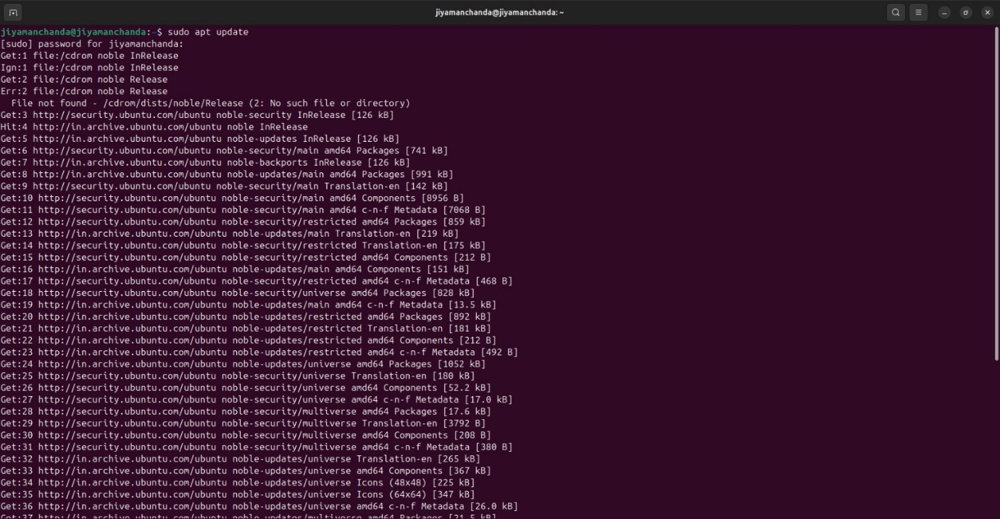 jiyamanchanda@jiyamanchanda: ~
jiyamanchanda@jiyamanchanda:~$ sudo apt update
[sudo] password for jiyamanchanda:
Get:1 file:/cdrom noble InRelease
Ign:1 file:/cdrom noble InRelease
Get:2 file:/cdrom noble Release
Err:2 file:/cdrom noble Release
  File not found - /cdrom/dists/noble/Release (2: No such file or directory)
Get:3 http://security.ubuntu.com/ubuntu noble-security InRelease [126 kB]
Hit:4 http://in.archive.ubuntu.com/ubuntu noble InRelease
Get:5 http://in.archive.ubuntu.com/ubuntu noble-updates InRelease [126 kB]
Get:6 http://security.ubuntu.com/ubuntu noble-security/main amd64 Packages [741 kB]
Get:7 http://in.archive.ubuntu.com/ubuntu noble-backports InRelease [126 kB]
Get:8 http://in.archive.ubuntu.com/ubuntu noble-updates/main amd64 Packages [991 kB]
Get:9 http://security.ubuntu.com/ubuntu noble-security/main Translation-en [142 kB]
Get:10 http://security.ubuntu.com/ubuntu noble-security/main amd64 Components [8956 B]
Get:11 http://security.ubuntu.com/ubuntu noble-security/main amd64 c-n-f Metadata [7068 B]
Get:12 http://security.ubuntu.com/ubuntu noble-security/restricted amd64 Packages [859 kB]
Get:13 http://in.archive.ubuntu.com/ubuntu noble-updates/main Translation-en [219 kB]
Get:14 http://security.ubuntu.com/ubuntu noble-security/restricted Translation-en [175 kB]
Get:15 http://security.ubuntu.com/ubuntu noble-security/restricted amd64 Components [212 B]
Get:16 http://in.archive.ubuntu.com/ubuntu noble-updates/main amd64 Components [151 kB]
Get:17 http://security.ubuntu.com/ubuntu noble-security/restricted amd64 c-n-f Metadata [468 B]
Get:18 http://security.ubuntu.com/ubuntu noble-security/universe amd64 Packages [828 kB]
Get:19 http://in.archive.ubuntu.com/ubuntu noble-updates/main amd64 c-n-f Metadata [13.5 kB]
Get:20 http://in.archive.ubuntu.com/ubuntu noble-updates/restricted amd64 Packages [892 kB]
Get:21 http://in.archive.ubuntu.com/ubuntu noble-updates/restricted Translation-en [181 kB]
Get:22 http://in.archive.ubuntu.com/ubuntu noble-updates/restricted amd64 Components [212 B]
Get:23 http://in.archive.ubuntu.com/ubuntu noble-updates/restricted amd64 c-n-f Metadata [492 B]
Get:24 http://in.archive.ubuntu.com/ubuntu noble-updates/universe amd64 Packages [1052 kB]
Get:25 http://security.ubuntu.com/ubuntu noble-security/universe Translation-en [180 kB]
Get:26 http://security.ubuntu.com/ubuntu noble-security/universe amd64 Components [52.2 kB]
Get:27 http://security.ubuntu.com/ubuntu noble-security/universe amd64 c-n-f Metadata [17.0 kB]
Get:28 http://security.ubuntu.com/ubuntu noble-security/multiverse amd64 Packages [17.6 kB]
Get:29 http://security.ubuntu.com/ubuntu noble-security/multiverse Translation-en [3792 B]
Get:30 http://security.ubuntu.com/ubuntu noble-security/multiverse amd64 Components [208 B]
Get:31 http://security.ubuntu.com/ubuntu noble-security/multiverse amd64 c-n-f Metadata [380 B]
Get:32 http://in.archive.ubuntu.com/ubuntu noble-updates/universe Translation-en [265 kB]
Get:33 http://in.archive.ubuntu.com/ubuntu noble-updates/universe amd64 Components [367 kB]
Get:34 http://in.archive.ubuntu.com/ubuntu noble-updates/universe Icons (48x48) [225 kB]
Get:35 http://in.archive.ubuntu.com/ubuntu noble-updates/universe Icons (64x64) [347 kB]
Get:36 http://in.archive.ubuntu.com/ubuntu noble-updates/universe amd64 c-n-f Metadata [26.0 kB]
Get:37 http://in.archive.ubuntu.com/ubuntu noble-updates/multiverse amd64 Packages [21.5 kB]